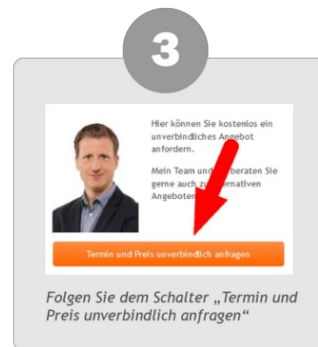 3
Hier können Sie kostenlos ein
unverbindliches Angebot
anfordern.
Mein Team und beraten Sie
gerne auch zu
Angeboten
Termin und Preis unverbindlich anfragen
Folgen Sie dem Schalter „Termin und
Preis unverbindlich anfragen“